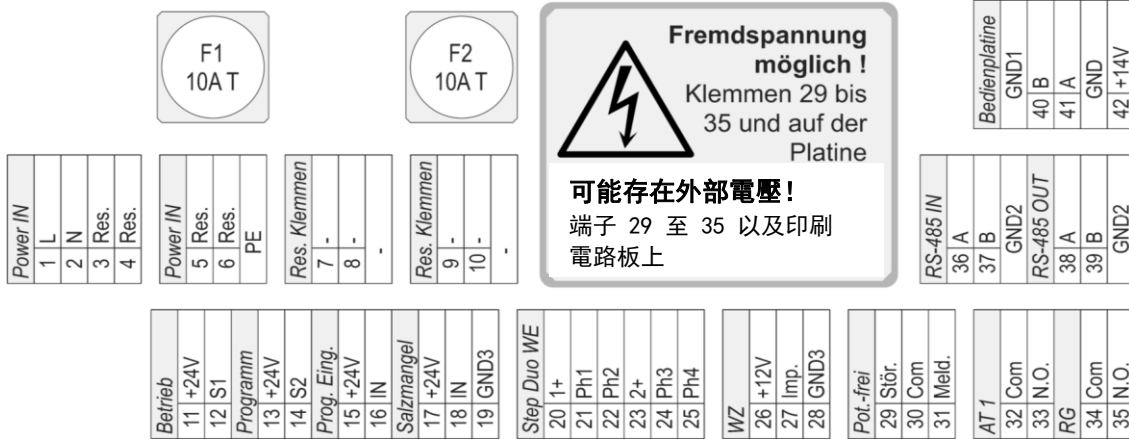 F1
10A T
F2
10A T
Fremdspannung
möglich !
Klemmen 29 bis
35 und auf der
Platine
可能存在外部電壓!
端子 29 至 35 以及印刷
電路板上
Bedienplatine
GND1
40 B
41 A
GND
42 +14V
Power IN
1 L
2 N
3 Res.
4 Res.
Power IN
5 Res.
6 Res.
PE
Res. Klemmen
7 -
8 -
-
Res. Klemmen
9 -
10 -
-
RS-485 IN
36 A
37 B
GND2
RS-485 OUT
38 A
39 B
GND2
Betrieb
11 +24V
12 S1
Programm
13 +24V
14 S2
Prog. Eing.
15 +24V
16 IN
Salzmangel
17 +24V
18 IN
19 GND3
Step Duo WE
20 1+
21 Ph1
22 Ph2
23 2+
24 Ph3
25 Ph4
WZ
26 +12V
27 Imp.
28 GND3
Pot.-frei
29 Stör.
30 Com
31 Meld.
AT 1
32 Com
33 N.O.
RG
34 Com
35 N.O.